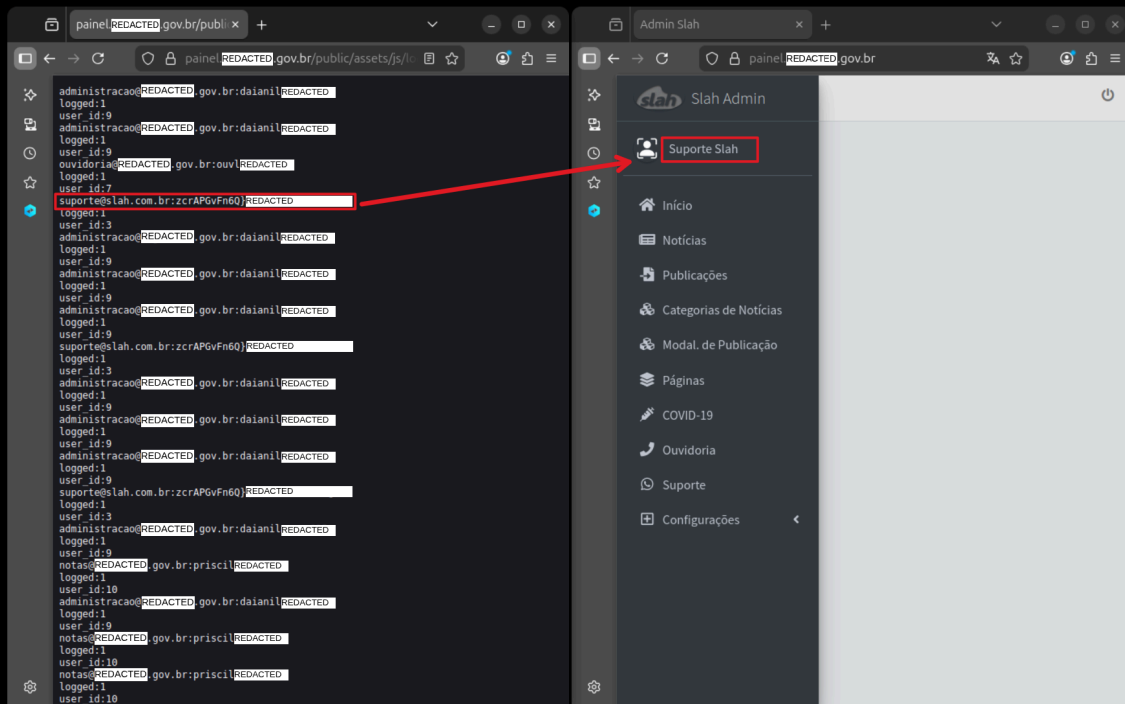 painel.REDACTED.gov.br/publi
painel.REDACTED.gov.br/public/assets/js/lo
administracao@REDACTED.gov.br:daianilREDACTED
logged:1
user_id:9
administracao@REDACTED.gov.br:daianilREDACTED
logged:1
user_id:9
ouvidoria@REDACTED.gov.br:ouvlREDACTED
logged:1
user_id:7
suporte@slah.com.br:zcrAPGvFn6Q}REDACTED
logged:1
user_id:3
administracao@REDACTED.gov.br:daianilREDACTED
logged:1
user_id:9
administracao@REDACTED.gov.br:daianilREDACTED
logged:1
user_id:9
administracao@REDACTED.gov.br:daianilREDACTED
logged:1
user_id:9
suporte@slah.com.br:zcrAPGvFn6Q}REDACTED
logged:1
user_id:3
administracao@REDACTED.gov.br:daianilREDACTED
logged:1
user_id:9
administracao@REDACTED.gov.br:daianilREDACTED
logged:1
user_id:9
administracao@REDACTED.gov.br:daianilREDACTED
logged:1
user_id:9
suporte@slah.com.br:zcrAPGvFn6Q}REDACTED
logged:1
user_id:3
administracao@REDACTED.gov.br:daianilREDACTED
logged:1
user_id:9
notas@REDACTED.gov.br:priscilREDACTED
logged:1
user_id:10
administracao@REDACTED.gov.br:daianilREDACTED
logged:1
user_id:9
notas@REDACTED.gov.br:priscilREDACTED
logged:1
user_id:10
notas@REDACTED.gov.br:priscilREDACTED
logged:1
user_id:10
Admin Slah
painel.REDACTED.gov.br
slah Slah Admin
Suporte Slah
Início
Notícias
Publicações
Categorias de Notícias
Modal. de Publicação
Páginas
COVID-19
Ouvidoria
Suporte
Configurações